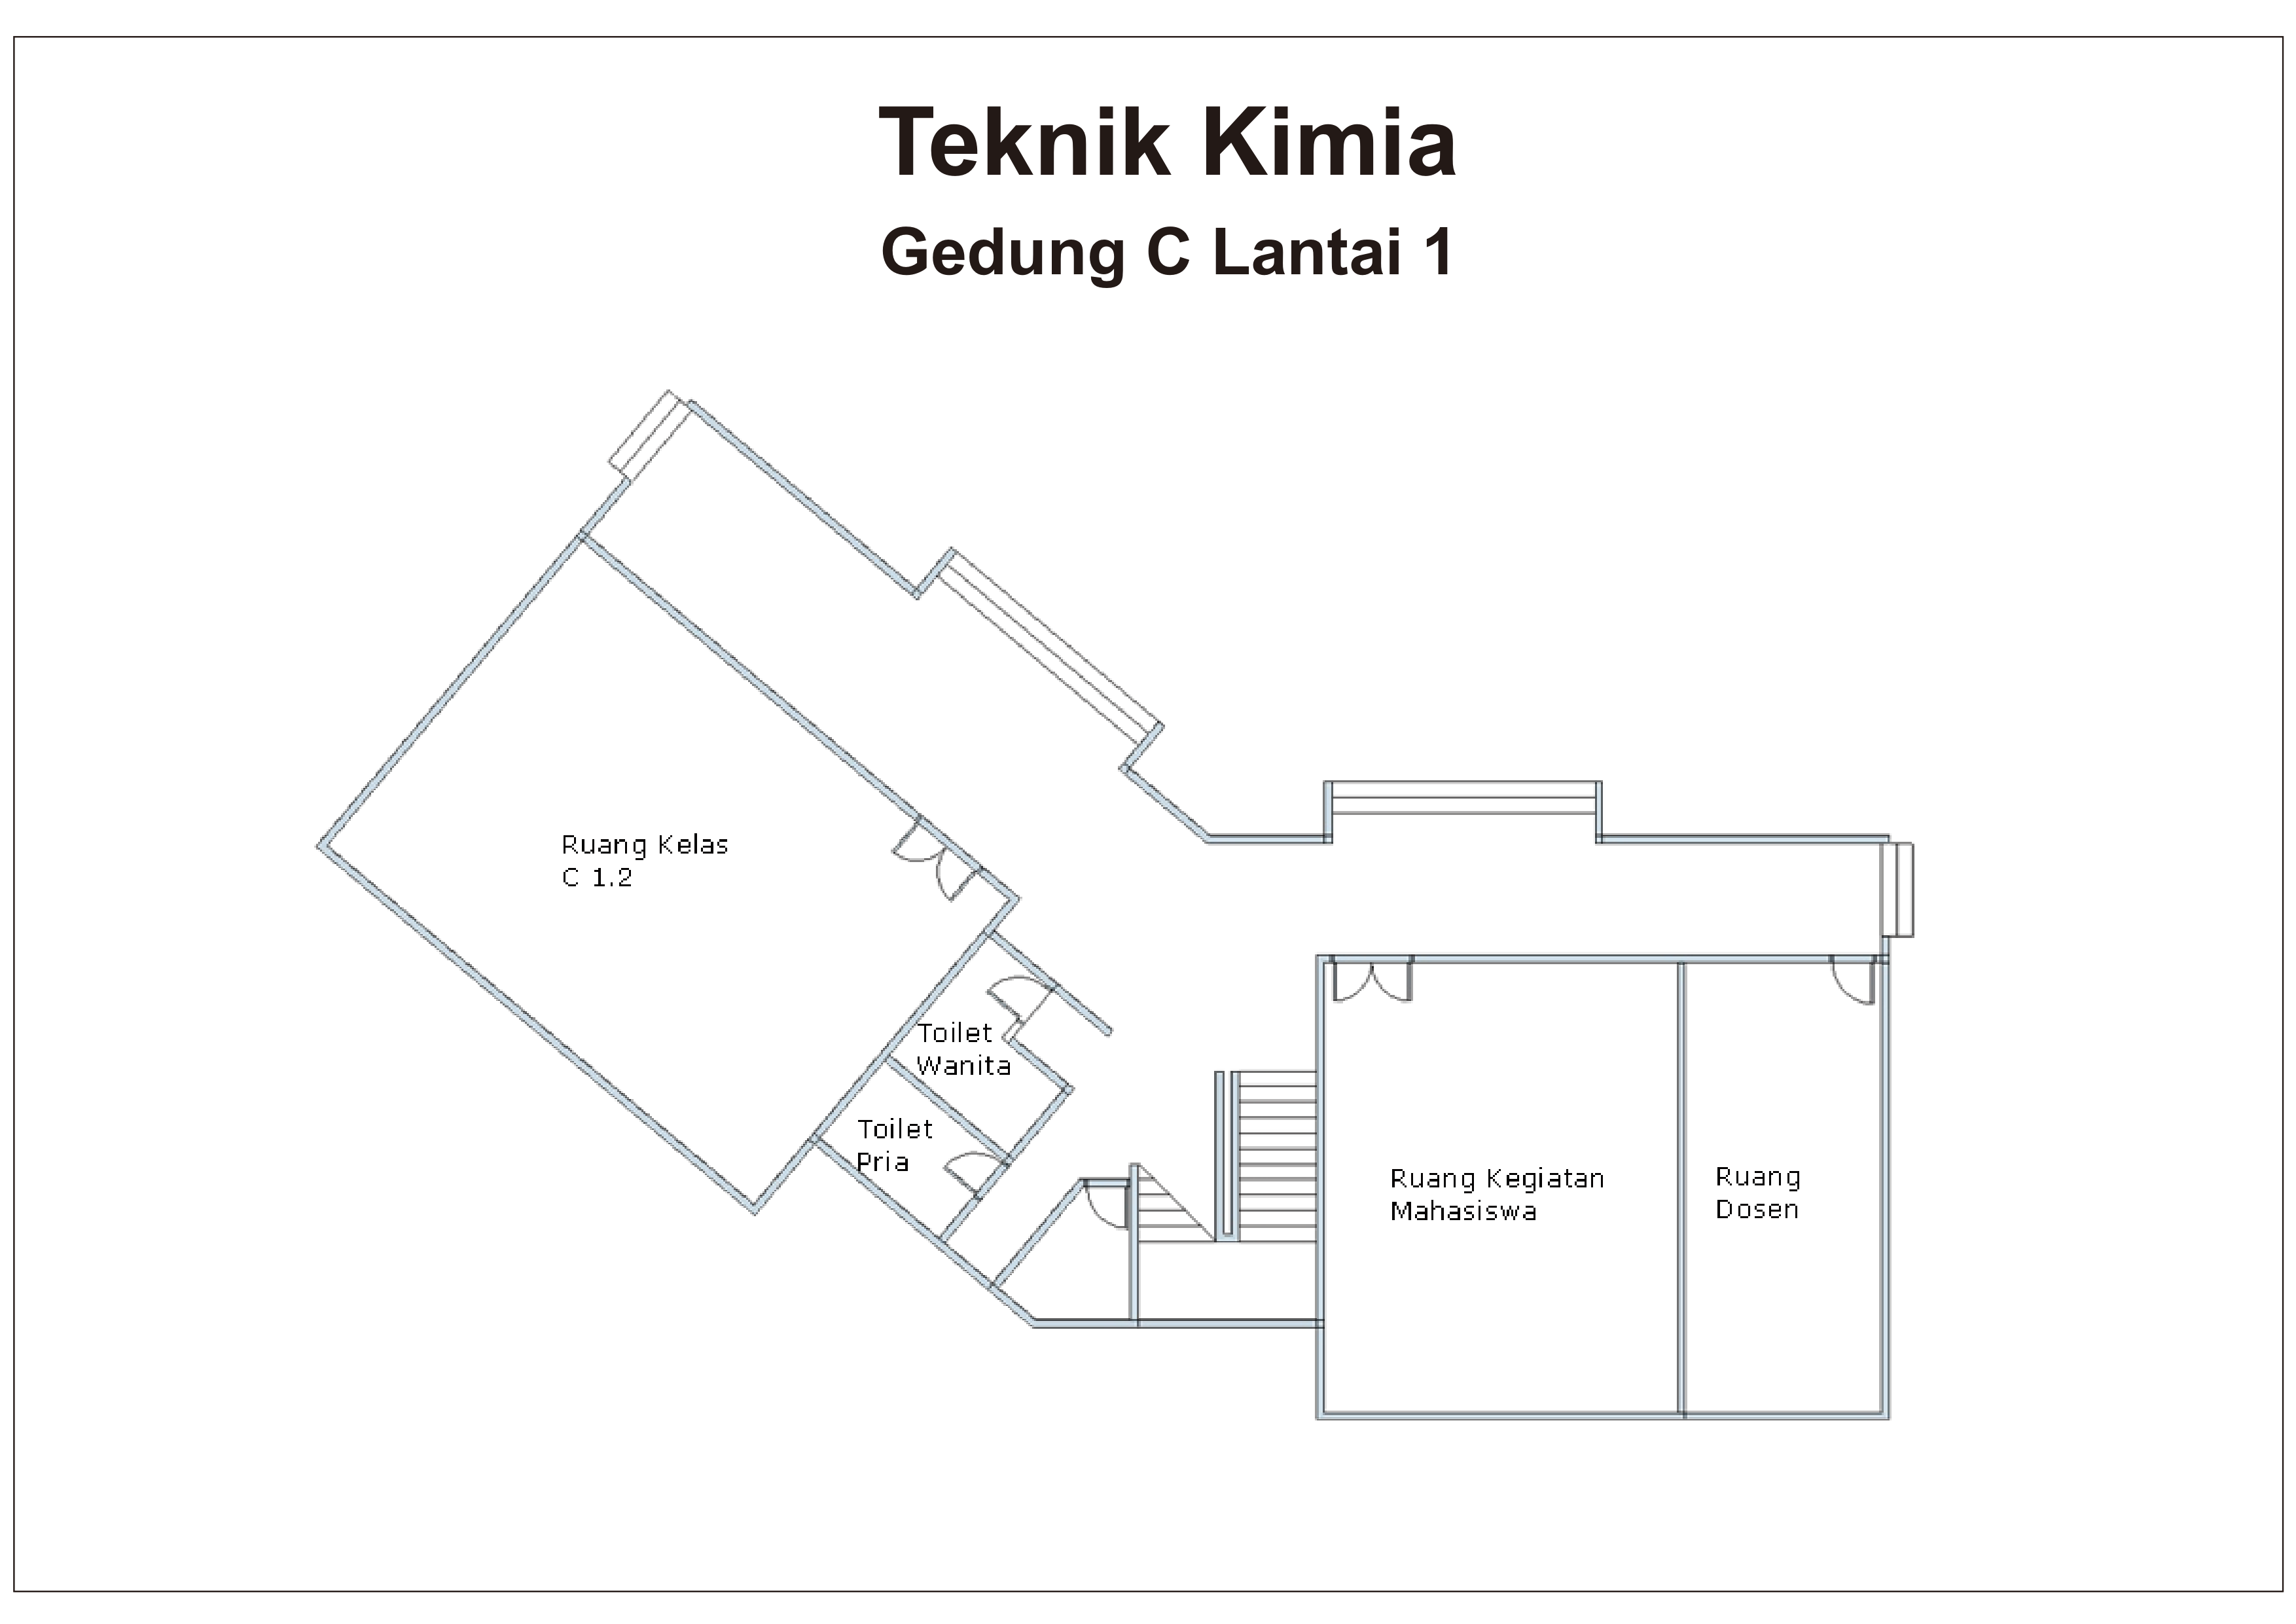 Teknik Kimia
Gedung C Lantai 1
Ruang Kelas
C 1.2
Toilet
Wanita
Toilet
Pria
Ruang Kegiatan
Mahasiswa
Ruang
Dosen